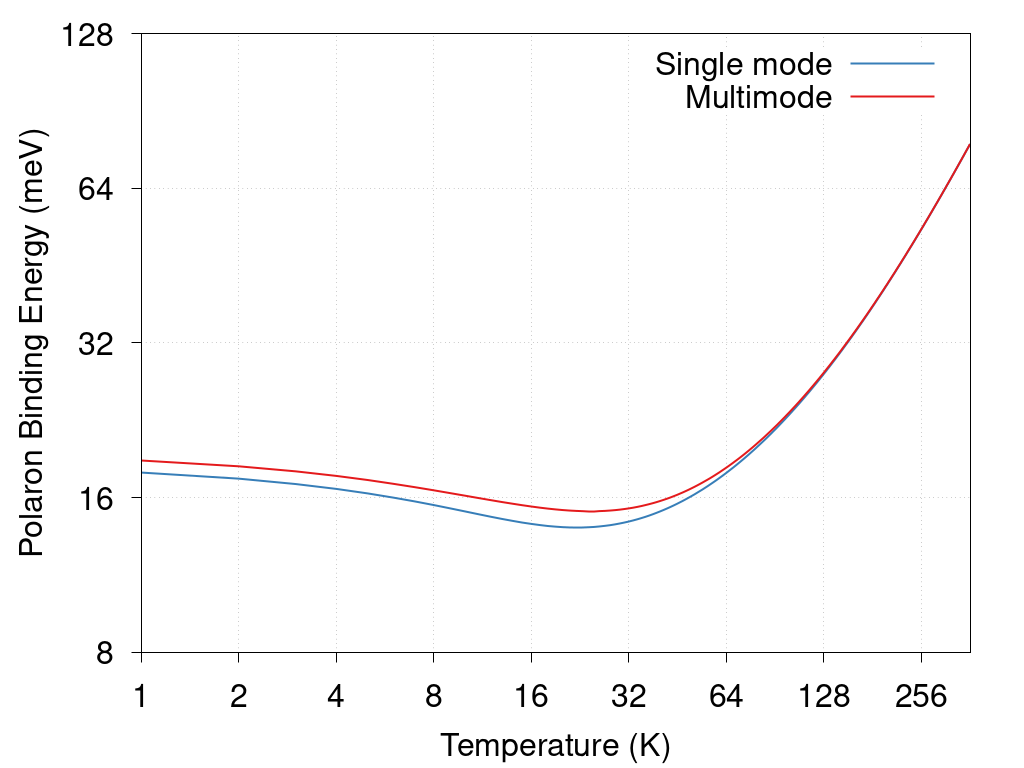 128
64
32
16
8
Polaron Binding Energy (meV)
Single mode
Multimode
1 2 4 8 16 32 64 128 256
Temperature (K)